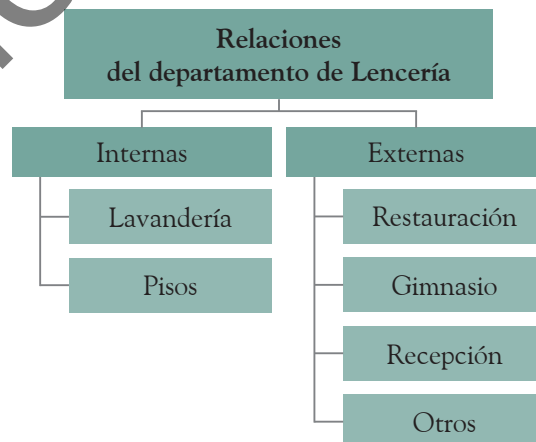 Relaciones
del departamento de Lencería
Internas
Lavandería
Pisos
Externas
Restauración
Gimnasio
Recepción
Otros